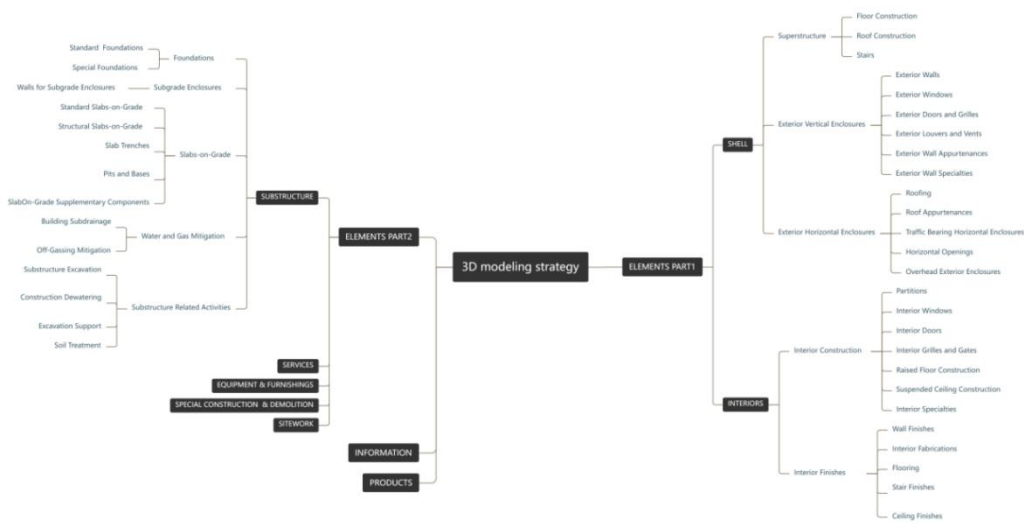 3D modeling strategy
ELEMENTS PART1
SHELL
Superstructure
Floor Construction
Roof Construction
Stairs
Exterior Vertical Enclosures
Exterior Walls
Exterior Windows
Exterior Doors and Grilles
Exterior Louvers and Vents
Exterior Wall Appurtenances
Exterior Wall Specialties
Exterior Horizontal Enclosures
Roofing
Roof Appurtenances
Traffic Bearing Horizontal Enclosures
Horizontal Openings
Overhead Exterior Enclosures
INTERIORS
Interior Construction
Partitions
Interior Windows
Interior Doors
Interior Grilles and Gates
Raised Floor Construction
Suspended Ceiling Construction
Interior Specialties
Interior Finishes
Wall Finishes
Interior Fabrications
Flooring
Stair Finishes
Ceiling Finishes
ELEMENTS PART2
SUBSTRUCTURE
Foundations
Standard Foundations
Special Foundations
Subgrade Enclosures
Walls for Subgrade Enclosures
Slabs-on-Grade
Standard Slabs-on-Grade
Structural Slabs-on-Grade
Slab Trenches
Pits and Bases
SlabOn-Grade Supplementary Components
Water and Gas Mitigation
Building Subdrainage
Off-Gassing Mitigation
Substructure Related Activities
Substructure Excavation
Construction Dewatering
Excavation Support
Soil Treatment
SERVICES
EQUIPMENT & FURNISHINGS
SPECIAL CONSTRUCTION & DEMOLITION
SITEWORK
INFORMATION
PRODUCTS